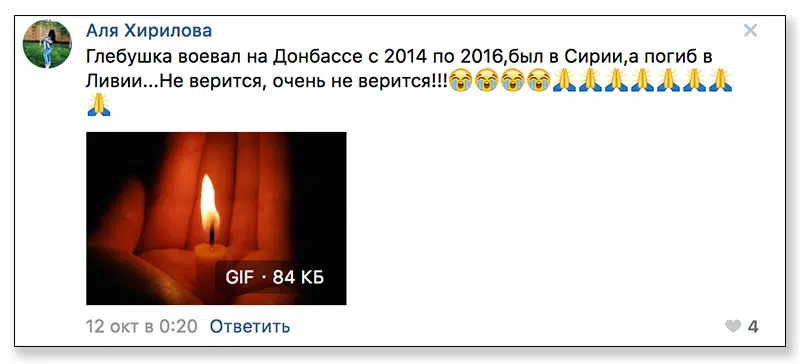 Аля Хирилова
Глебушка воевал на Донбассе с 2014 по 2016,был в Сирии,а погиб в
Ливии...Не верится, очень не верится!!!😭😭😭😭🙏🙏🙏🙏🙏🙏🙏
🙏
GIF · 84 КБ
12 окт в 0:20 Ответить 4